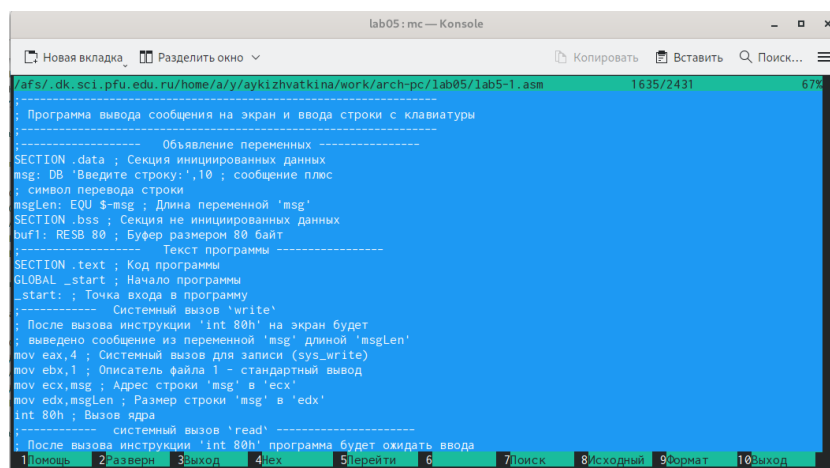 lab05 : mc — Konsole
Новая вкладка Разделить окно Копировать Вставить Поиск...
/afs/.dk.sci.pfu.edu.ru/home/a/y/aykizhvatkina/work/arch-pc/lab05/lab5-1.asm 1635/2431 67%
;------------------------------------------------------------------
; Программа вывода сообщения на экран и ввода строки с клавиатуры
;------------------------------------------------------------------
;------------------- Объявление переменных ----------------
SECTION .data ; Секция инициированных данных
msg: DB 'Введите строку:',10 ; сообщение плюс
; символ перевода строки
msgLen: EQU $-msg ; Длина переменной 'msg'
SECTION .bss ; Секция не инициированных данных
buf1: RESB 80 ; Буфер размером 80 байт
;------------------- Текст программы -----------------
SECTION .text ; Код программы
GLOBAL _start ; Начало программы
_start: ; Точка входа в программу
;------------ Cистемный вызов `write`
; После вызова инструкции 'int 80h' на экран будет
; выведено сообщение из переменной 'msg' длиной 'msgLen'
mov eax,4 ; Системный вызов для записи (sys_write)
mov ebx,1 ; Описатель файла 1 - стандартный вывод
mov ecx,msg ; Адрес строки 'msg' в 'ecx'
mov edx,msgLen ; Размер строки 'msg' в 'edx'
int 80h ; Вызов ядра
;------------ системный вызов `read` ----------------------
; После вызова инструкции 'int 80h' программа будет ожидать ввода
1Помощь 2Разверн 3Выход 4Hex 5Перейти 6 7Поиск 8Исходный 9Формат 10Выход